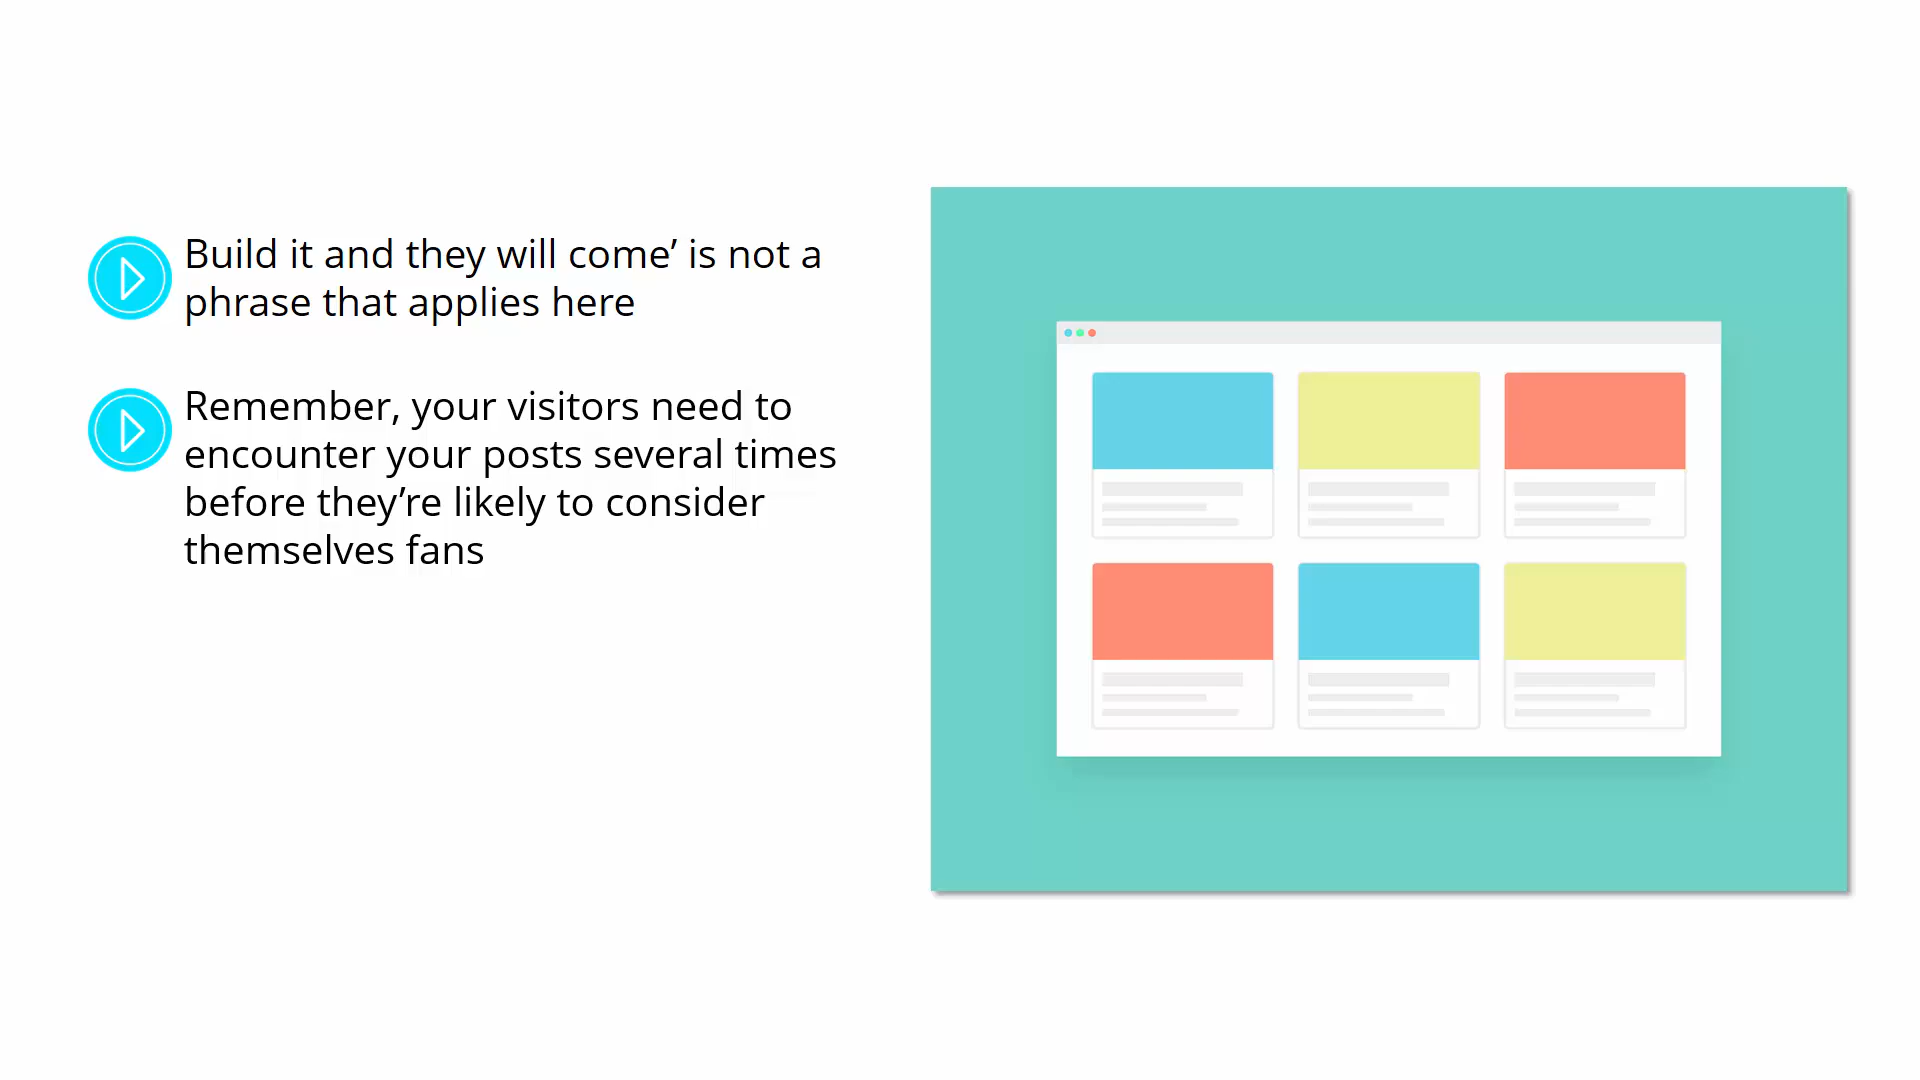 Build it and they will come’ is not a
phrase that applies here
Remember, your visitors need to
encounter your posts several times
before they’re likely to consider
themselves fans